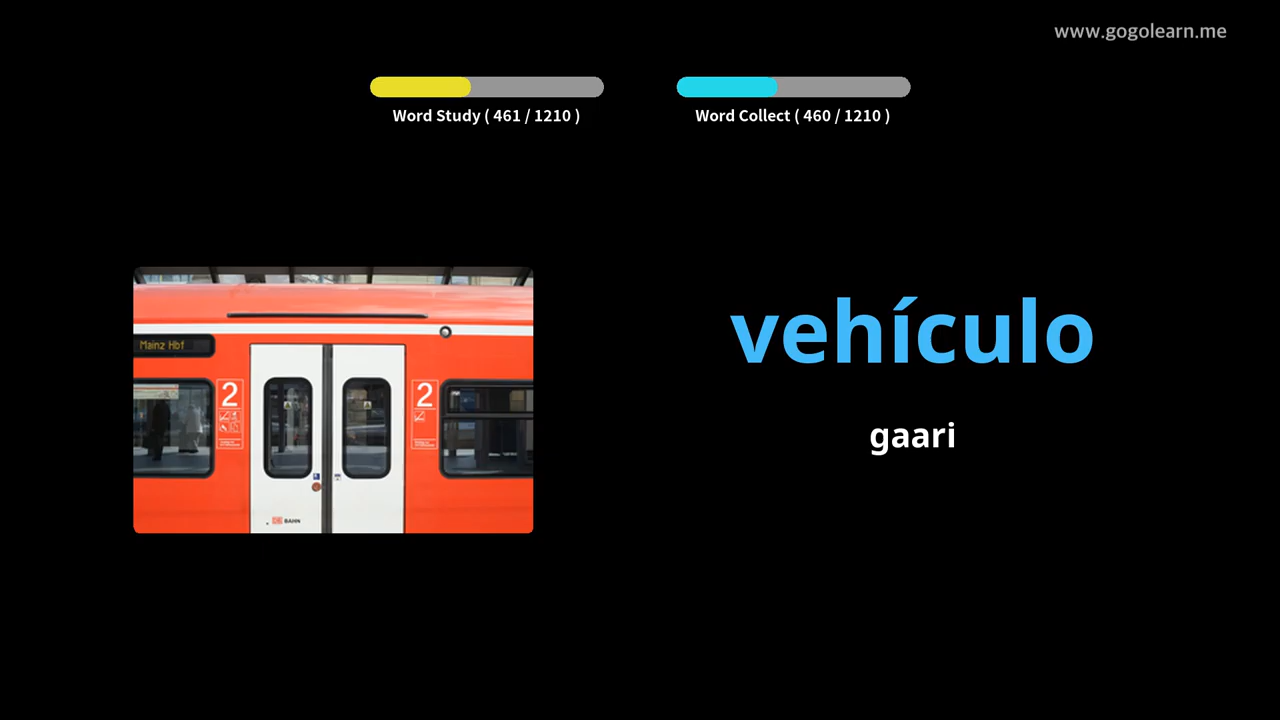 www.gogolearn.me
Word Study ( 461 / 1210 )
Word Collect ( 460 / 1210 )
vehículo
gaari
Mainz Hbf
2
2
DB BAHN